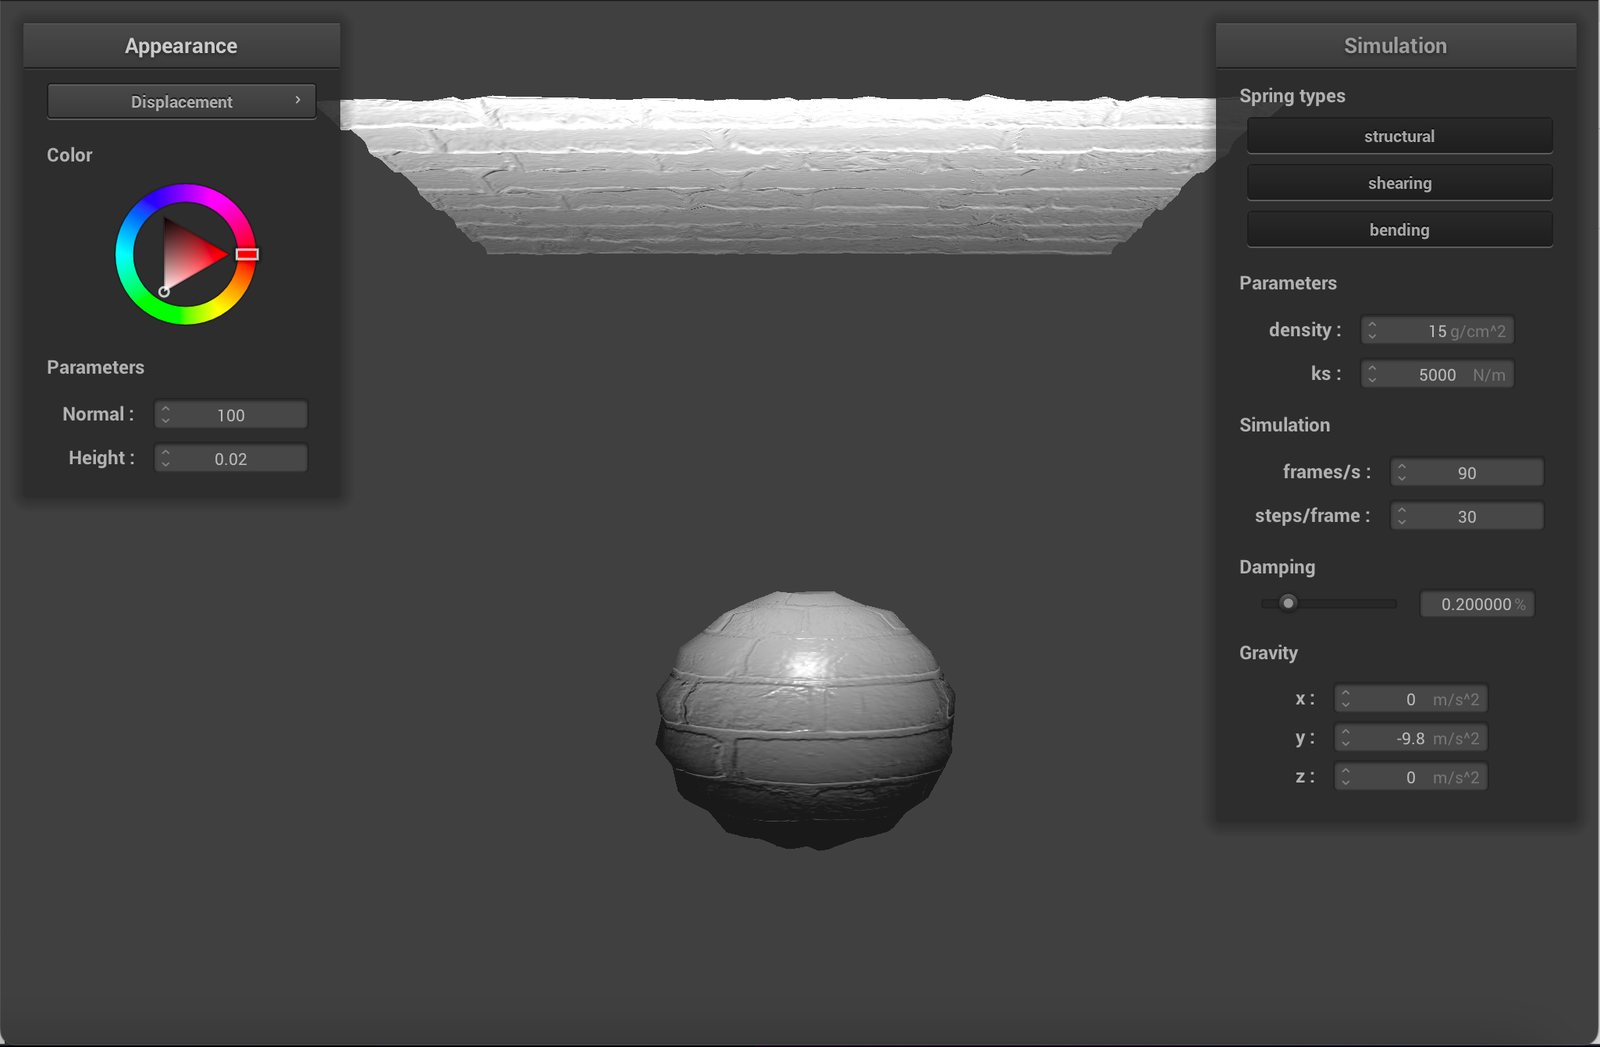 Appearance
Displacement
Color
Parameters
Normal : 100
Height : 0.02
Simulation
Spring types
structural
shearing
bending
Parameters
density : 15 g/cm^2
ks : 5000 N/m
Simulation
frames/s : 90
steps/frame : 30
Damping
0.200000 %
Gravity
x : 0 m/s^2
y : -9.8 m/s^2
z : 0 m/s^2